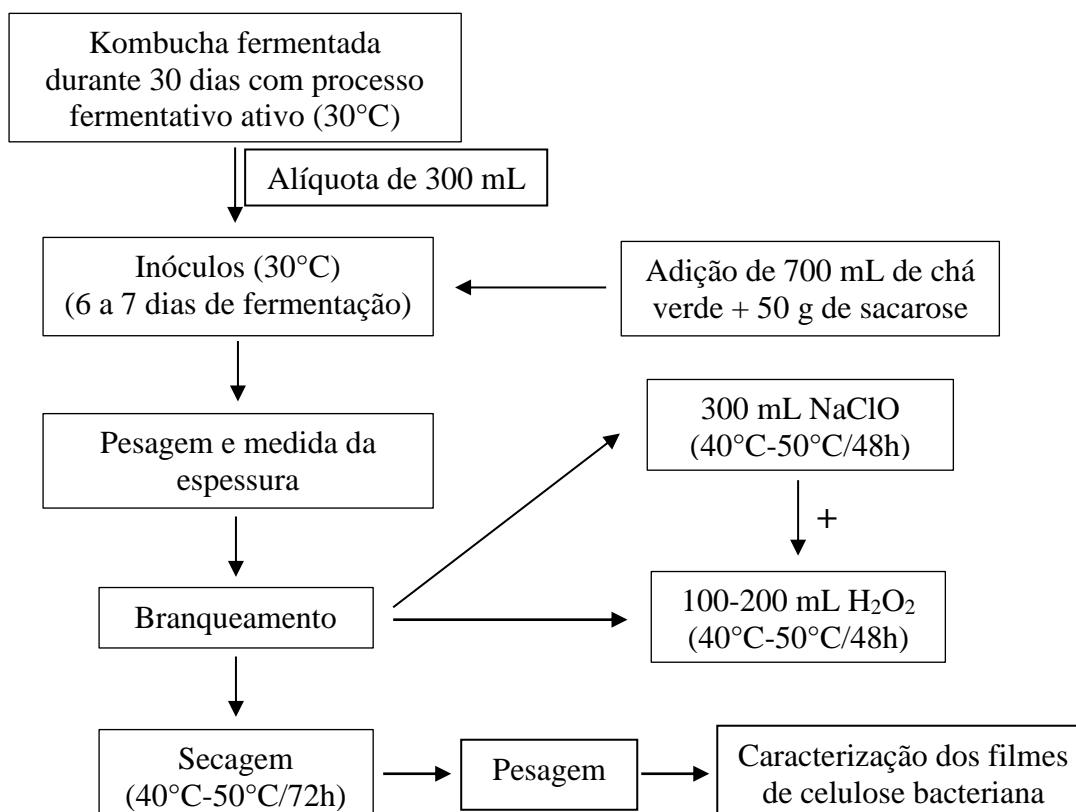 Kombucha fermentada
durante 30 dias com processo
fermentativo ativo (30°C)
Alíquota de 300 mL
Inóculos (30°C)
(6 a 7 dias de fermentação)
Adição de 700 mL de chá
verde + 50 g de sacarose
Pesagem e medida da
espessura
300 mL NaClO
(40°C-50°C/48h)
+
Branqueamento
100-200 mL H₂O₂
(40°C-50°C/48h)
Secagem
(40°C-50°C/72h)
Pesagem
Caracterização dos filmes
de celulose bacteriana